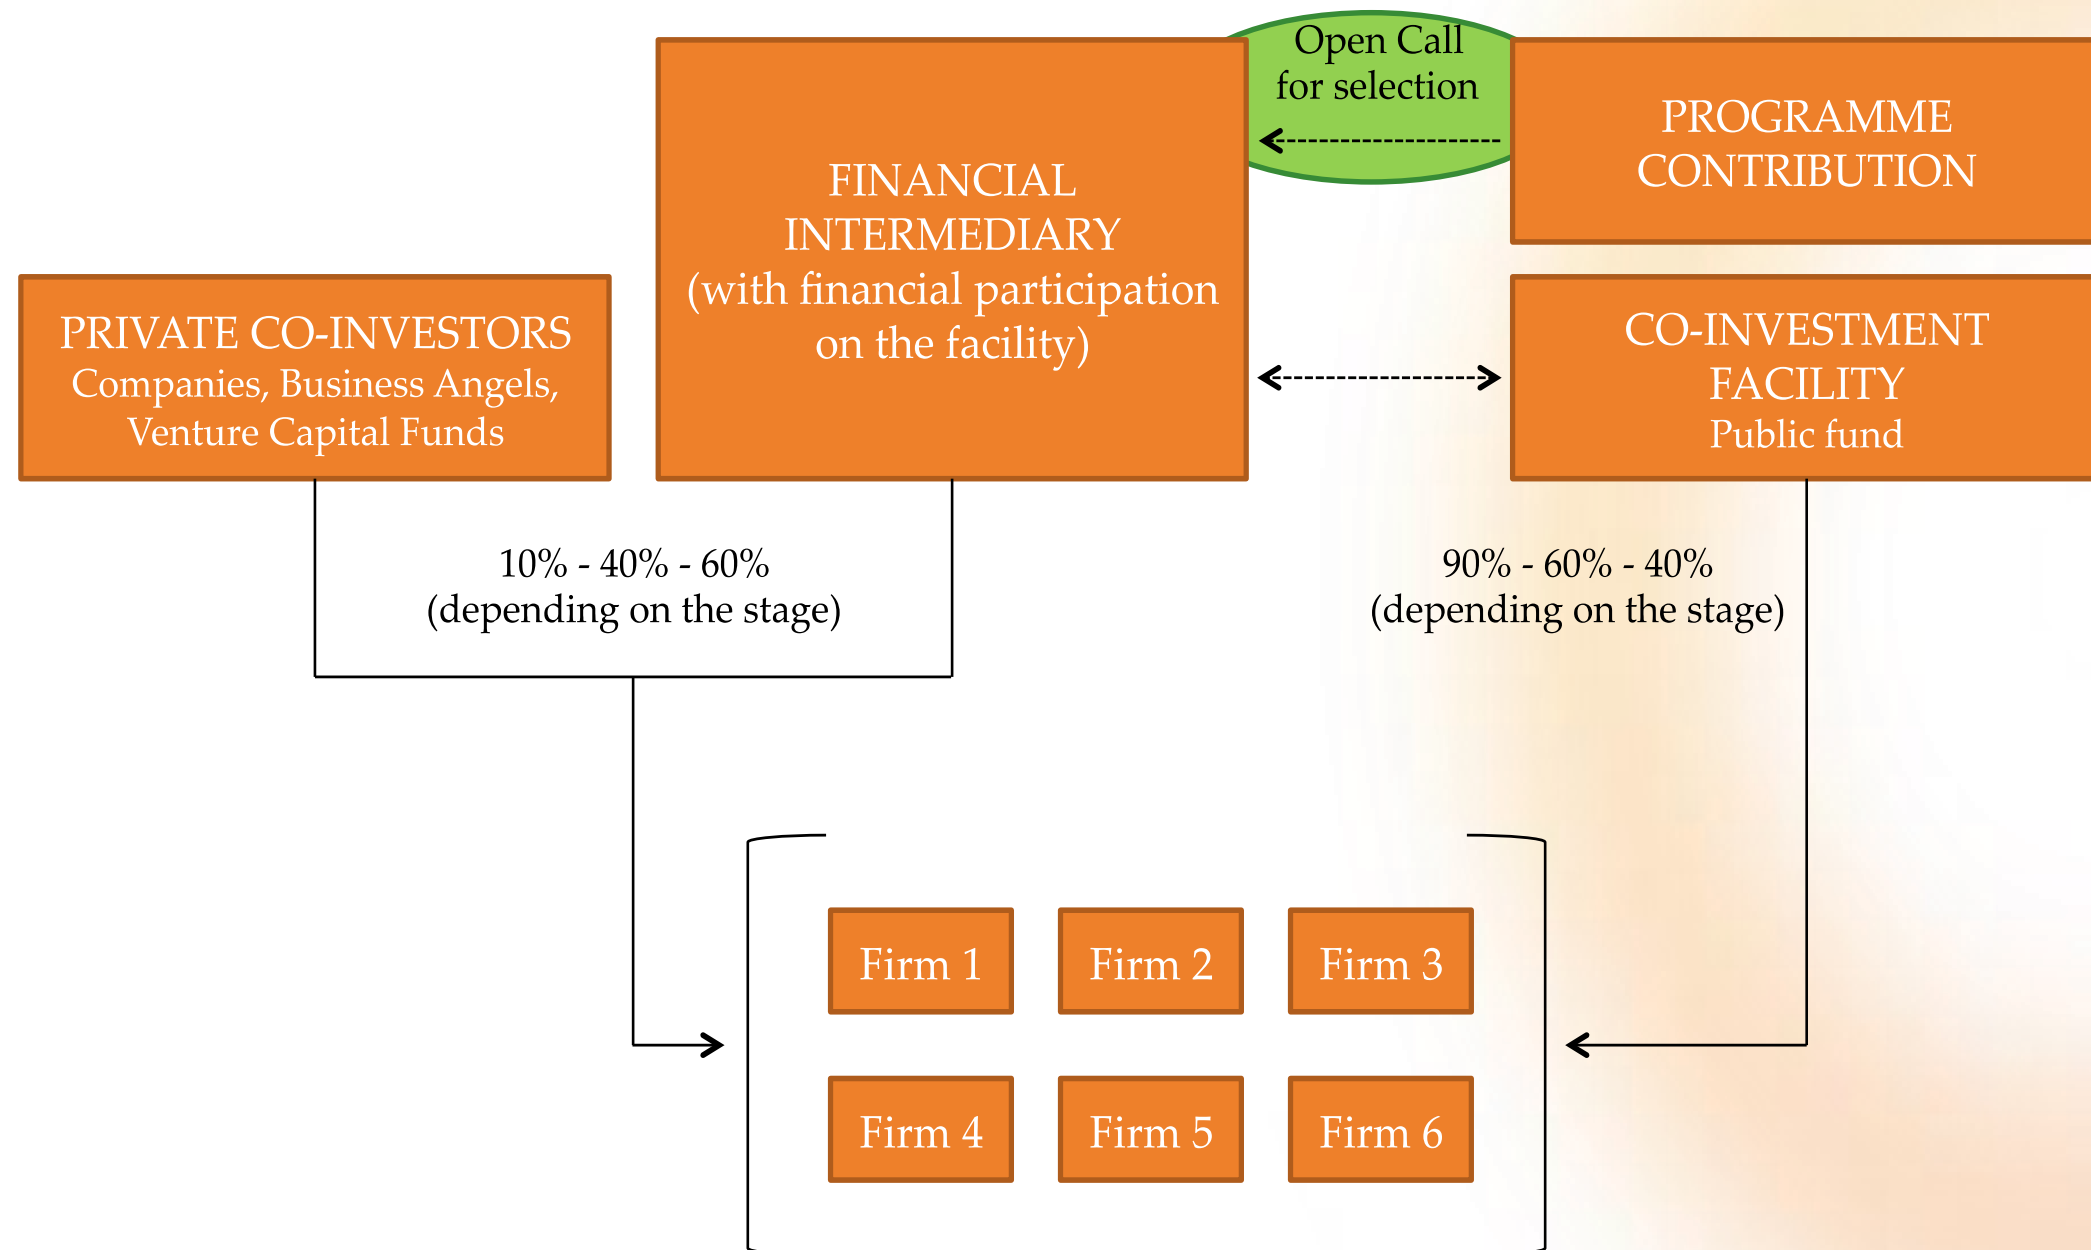 Open Call
for selection
PROGRAMME
CONTRIBUTION
FINANCIAL
INTERMEDIARY
(with financial participation
on the facility)
PRIVATE CO-INVESTORS
Companies, Business Angels,
Venture Capital Funds
CO-INVESTMENT
FACILITY
Public fund
10% - 40% - 60%
(depending on the stage)
90% - 60% - 40%
(depending on the stage)
Firm 1
Firm 2
Firm 3
Firm 4
Firm 5
Firm 6